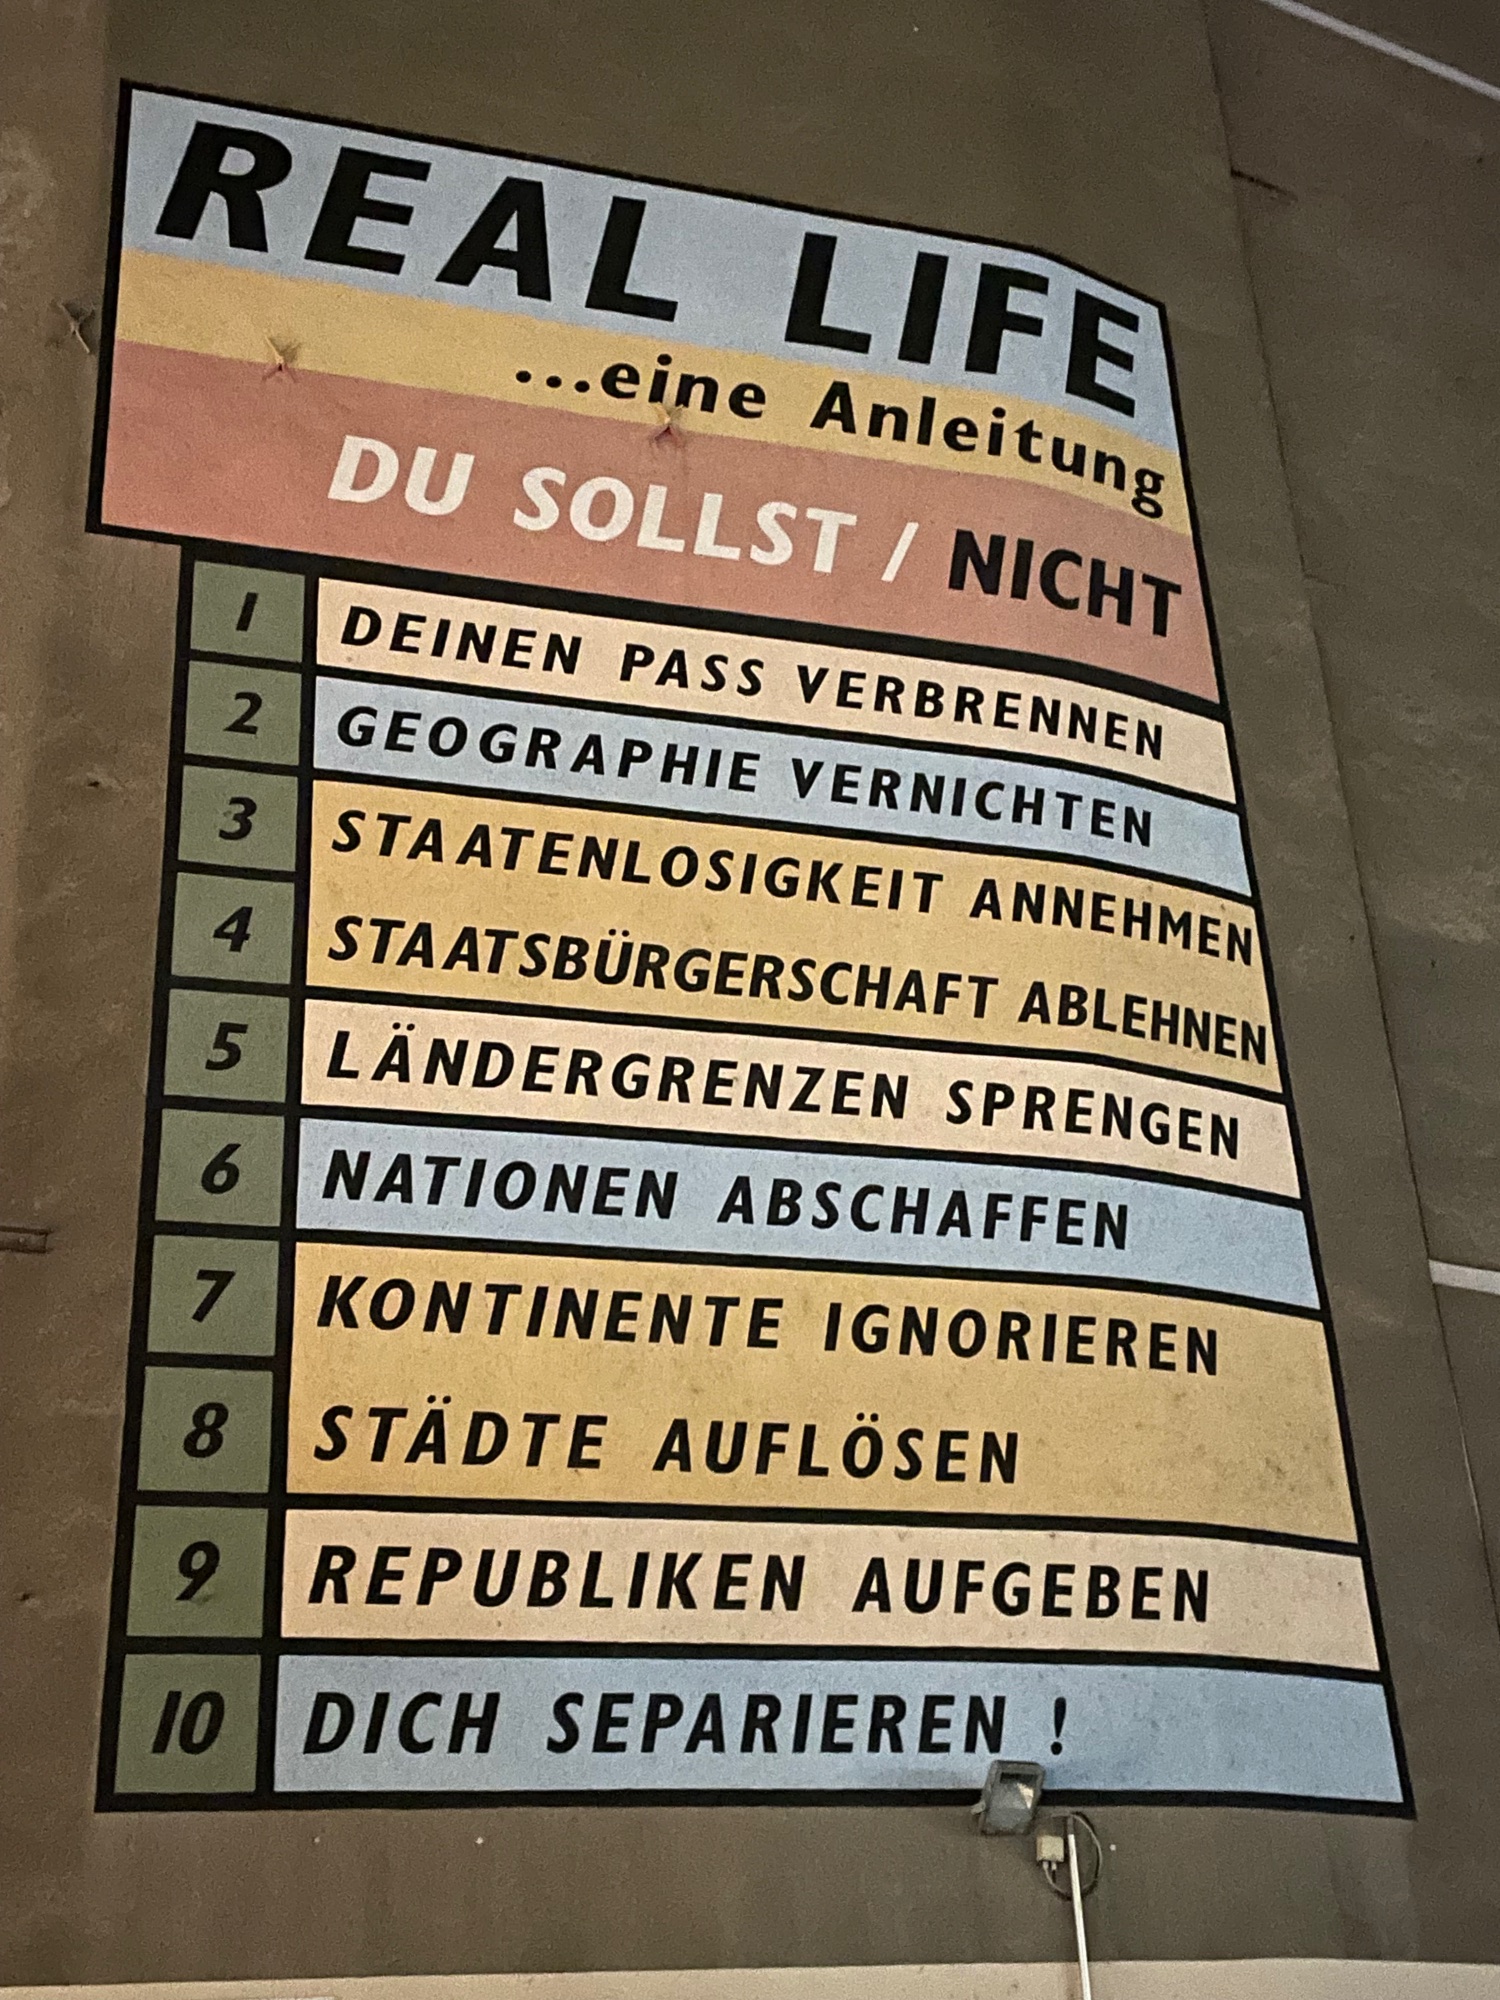 REAL LIFE
...eine Anleitung
DU SOLLST / NICHT
1 DEINEN PASS VERBRENNEN
2 GEOGRAPHIE VERNICHTEN
3 STAATENLOSIGKEIT ANNEHMEN
4 STAATSBÜRGERSCHAFT ABLEHNEN
5 LÄNDERGRENZEN SPRENGEN
6 NATIONEN ABSCHAFFEN
7 KONTINENTE IGNORIEREN
8 STÄDTE AUFLÖSEN
9 REPUBLIKEN AUFGEBEN
10 DICH SEPARIEREN !